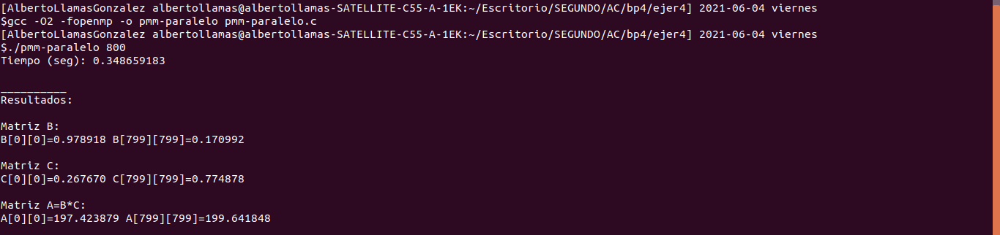 [AlbertoLlamasGonzalez albertollamas@albertollamas-SATELLITE-C55-A-1EK:~/Escritorio/SEGUNDO/AC/bp4/ejer4] 2021-06-04 viernes
$gcc -O2 -fopenmp -o pmm-paralelo pmm-paralelo.c
[AlbertoLlamasGonzalez albertollamas@albertollamas-SATELLITE-C55-A-1EK:~/Escritorio/SEGUNDO/AC/bp4/ejer4] 2021-06-04 viernes
$./pmm-paralelo 800
Tiempo (seg): 0.348659183
__________
Resultados:
Matriz B:
B[0][0]=0.978918 B[799][799]=0.170992
Matriz C:
C[0][0]=0.267670 C[799][799]=0.774878
Matriz A=B*C:
A[0][0]=197.423879 A[799][799]=199.641848